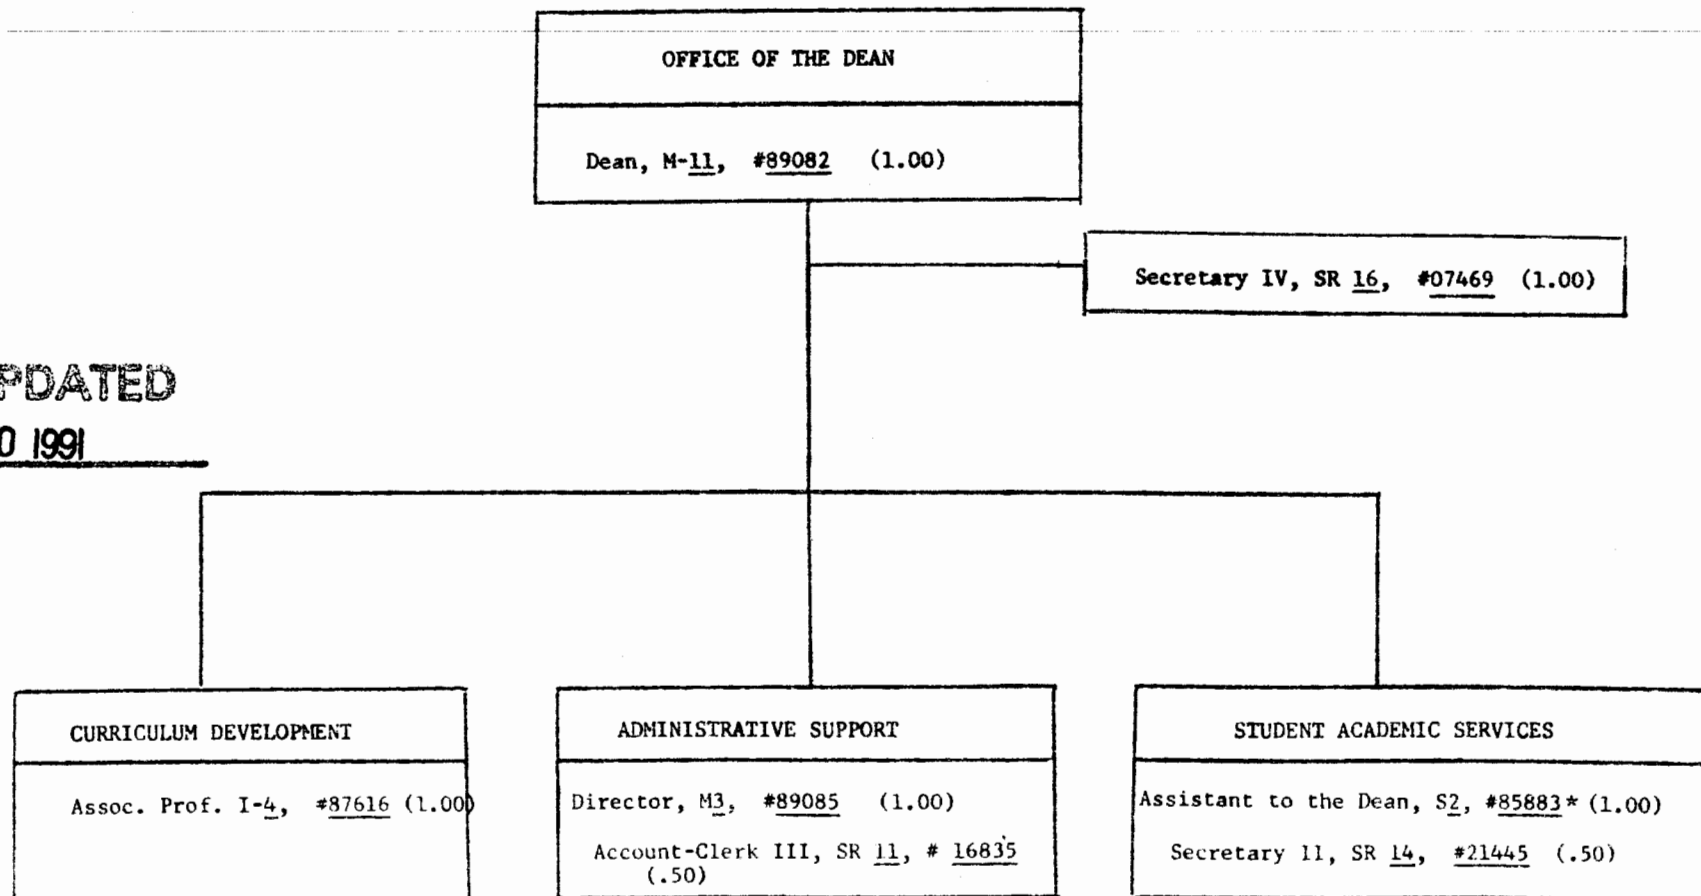 OFFICE OF THE DEAN
Dean, M-11, #89082 (1.00)
Secretary IV, SR 16, #07469 (1.00)
PDATED
0 1991
CURRICULUM DEVELOPMENT
Assoc. Prof. I-4, #87616 (1.00)
ADMINISTRATIVE SUPPORT
Director, M3, #89085 (1.00)
Account-Clerk III, SR 11, # 16835
(.50)
STUDENT ACADEMIC SERVICES
Assistant to the Dean, S2, #85883* (1.00)
Secretary 11, SR 14, #21445 (.50)